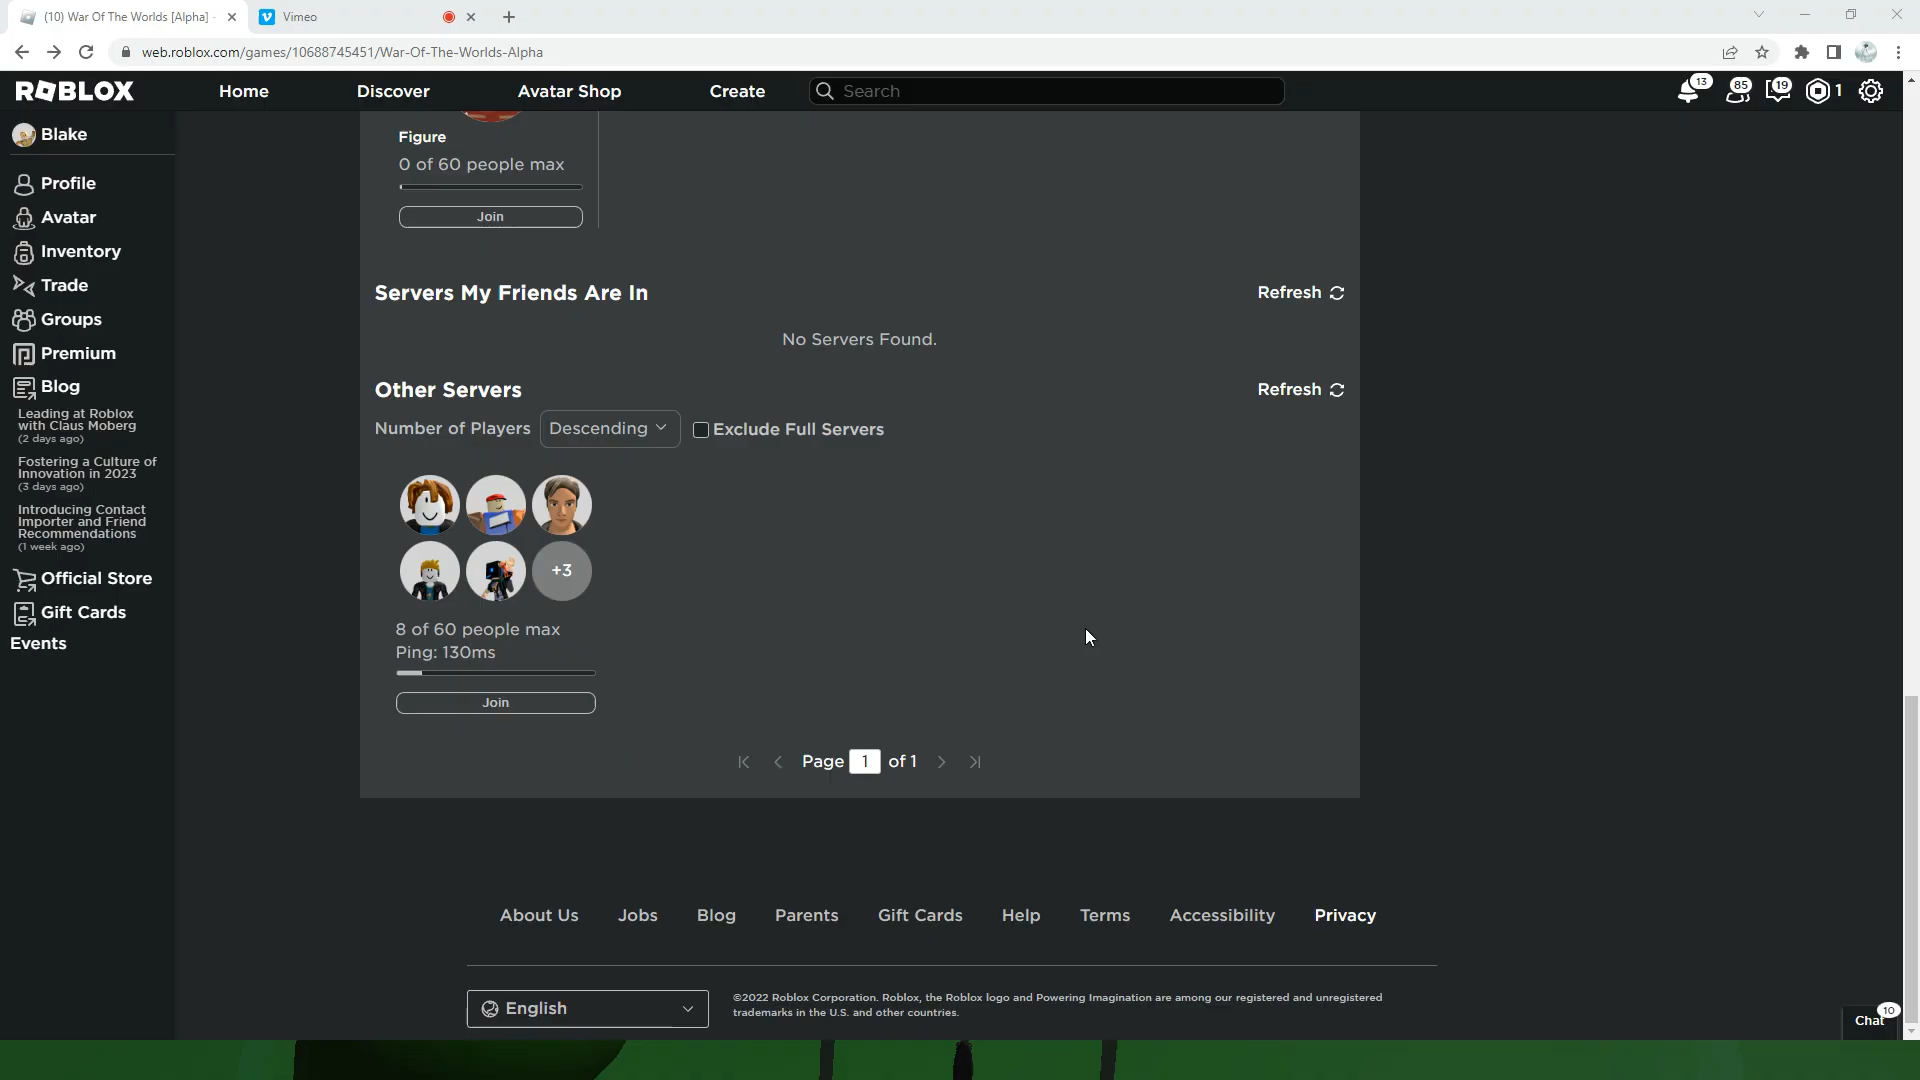 (10) War Of The Worlds [Alpha] -
Vimeo
web.roblox.com/games/10688745451/War-Of-The-Worlds-Alpha
ROBLOX
Home
Discover
Avatar Shop
Create
Search
13
85
19
1
Blake
Profile
Avatar
Inventory
Trade
Groups
Premium
Blog
Leading at Roblox
with Claus Moberg
(2 days ago)
Fostering a Culture of
Innovation in 2023
(3 days ago)
Introducing Contact
Importer and Friend
Recommendations
(1 week ago)
Official Store
Gift Cards
Events
Figure
0 of 60 people max
Join
Servers My Friends Are In
Refresh
No Servers Found.
Other Servers
Refresh
Number of Players
Descending
Exclude Full Servers
+3
8 of 60 people max
Ping: 130ms
Join
Page 1 of 1
About Us
Jobs
Blog
Parents
Gift Cards
Help
Terms
Accessibility
Privacy
English
©2022 Roblox Corporation. Roblox, the Roblox logo and Powering Imagination are among our registered and unregistered
trademarks in the U.S. and other countries.
Chat
10